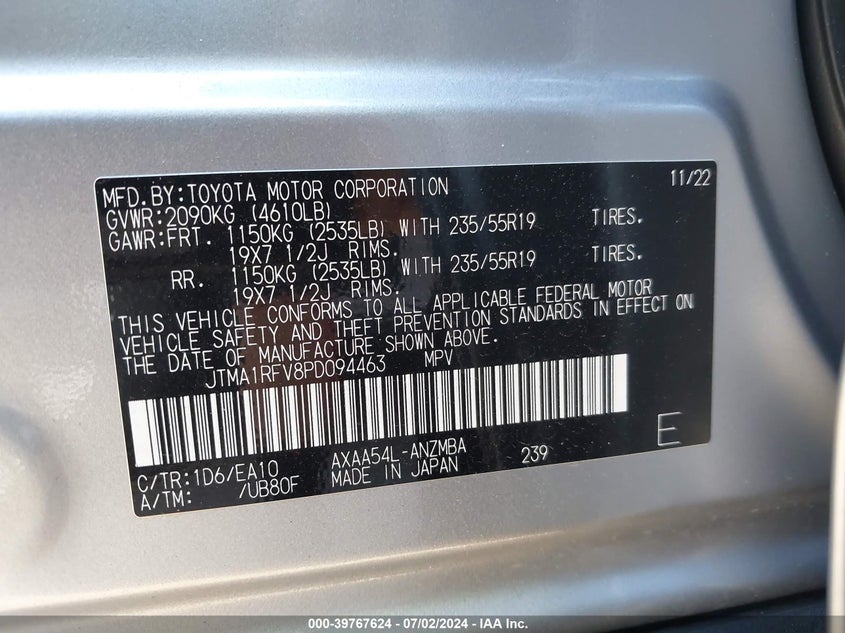 MFD.BY:TOYOTA MOTOR CORPORATION 11/22
GVWR:2090KG (4610LB)
GAWR:FRT. 1150KG (2535LB) WITH 235/55R19 TIRES.
19X7 1/2J RIMS.
RR. 1150KG (2535LB) WITH 235/55R19 TIRES.
19X7 1/2J RIMS.
THIS VEHICLE CONFORMS TO ALL APPLICABLE FEDERAL MOTOR
VEHICLE SAFETY AND THEFT PREVENTION STANDARDS IN EFFECT ON
THE DATE OF MANUFACTURE SHOWN ABOVE.
JTMA1RFV8PD094463 MPV
E
C/TR:1D6/EA10 AXAA54L-ANZMBA 239
A/TM: /UB80F MADE IN JAPAN
000-39767624 - 07/02/2024 - IAA Inc.